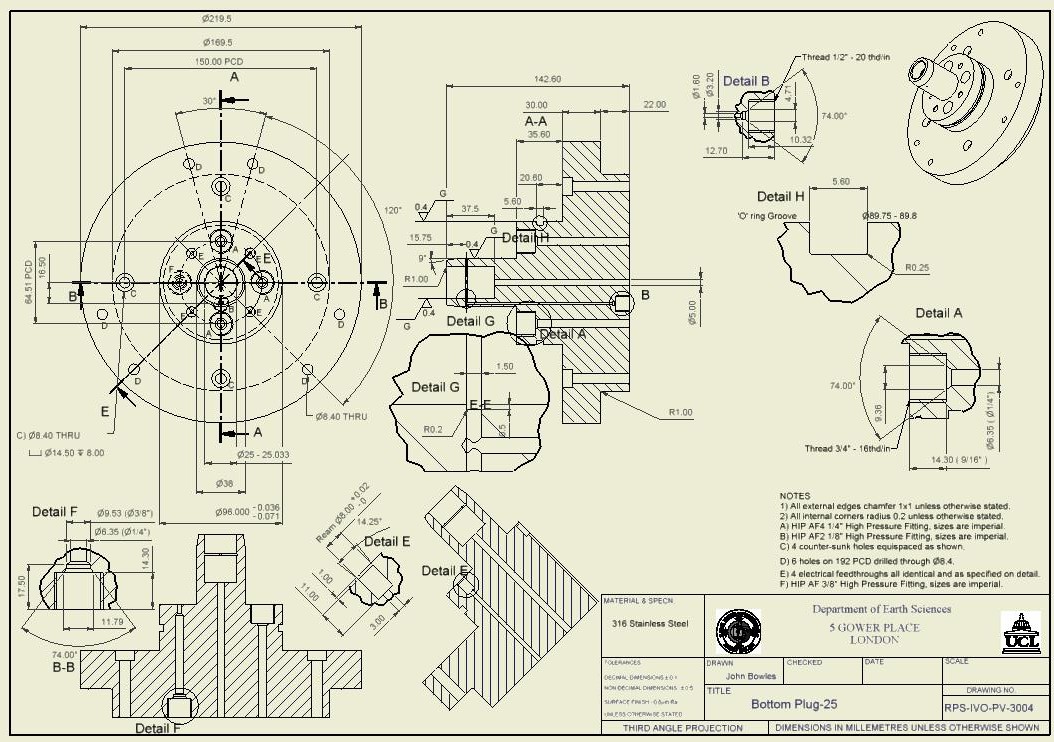 Ø219.5
Ø169.5
150.00 PCD
A
30°
D
D
C
120°
A
E
E
E
F
C
A
C
64.51 PCD
16.50
B
B
B
E
E
A
D
D
D
C
D
E
A
Ø8.40 THRU
C) Ø8.40 THRU
Ø14.50 ↧ 8.00
Ø25 - 25.033
Ø38
Ø96.000 -0.036
-0.071
142.60
30.00
22.00
A-A
35.60
20.60
5.60
G
0.4
37.5
G
15.75
0.4
Detail H
9°
R1.00
B
G
0.4
Detail G
Detail A
Ø5.00
R1.00
1.50
Detail G
E-E
R0.2
Thread 1/2" - 20 thd/in
Detail B
Ø1.60
Ø3.20
4.71
74.00°
10.32
12.70
5.60
Detail H
'O' ring Groove
Ø89.75 - 89.8
R0.25
Detail A
74.00°
9.36
Ø6.35 ( Ø1/4")
Thread 3/4" - 16thd/in
14.30 ( 9/16" )
Detail F
Ø9.53 (Ø3/8")
Ø6.35 (Ø1/4")
17.50
14.30
11.79
74.00°
B-B
Detail F
Ream Ø8.00 +0.02
-0
14.25°
Detail E
1.00
11.00
3.00
Detail E
NOTES
1) All external edges chamfer 1x1 unless otherwise stated.
2) All internal corners radius 0.2 unless otherwise stated.
A) HIP AF4 1/4" High Pressure Fitting, sizes are imperial.
B) HIP AF2 1/8" High Pressure Fitting, sizes are imperial.
C) 4 counter-sunk holes equispaced as shown.
D) 6 holes on 192 PCD drilled through Ø8.4.
E) 4 electrical feedthroughs all identical and as specified on detail.
F) HIP AF 3/8" High Pressure Fitting, sizes are imperial.
MATERIAL & SPECN.
316 Stainless Steel
Department of Earth Sciences
5 GOWER PLACE
LONDON
UCL
TOLERANCES
DECIMAL DIMENSIONS ± 0.1
NON DECIMAL DIMENSIONS ± 0.5
SURFACE FINISH - 0.8µm Ra
UNLESS OTHERWISE STATED
DRAWN
John Bowles
CHECKED
DATE
SCALE
TITLE
Bottom Plug-25
DRAWING NO.
RPS-IVO-PV-3004
THIRD ANGLE PROJECTION
DIMENSIONS IN MILLEMETRES UNLESS OTHERWISE SHOWN